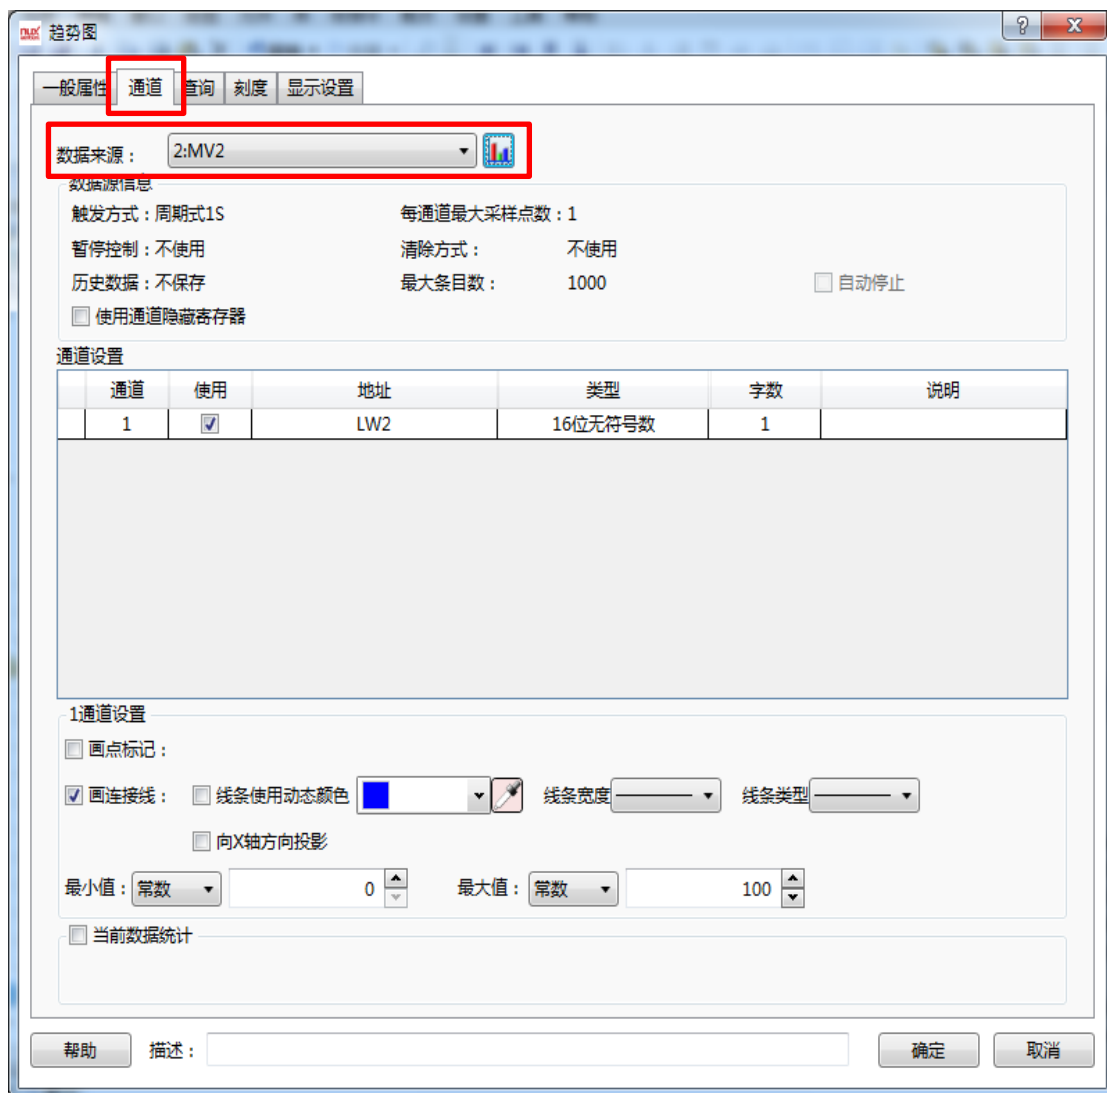 nux 趋势图
一般属性 通道 查询 刻度 显示设置
数据来源： 2:MV2
数据源信息
触发方式：周期式1S 每通道最大采样点数：1
暂停控制：不使用 清除方式： 不使用
历史数据：不保存 最大条目数： 1000 自动停止
使用通道隐藏寄存器
通道设置
通道 使用 地址 类型 字数 说明
1 LW2 16位无符号数 1
1通道设置
画点标记：
画连接线： 线条使用动态颜色 线条宽度 线条类型
向X轴方向投影
最小值： 常数 0 最大值： 常数 100
当前数据统计
帮助 描述： 确定 取消